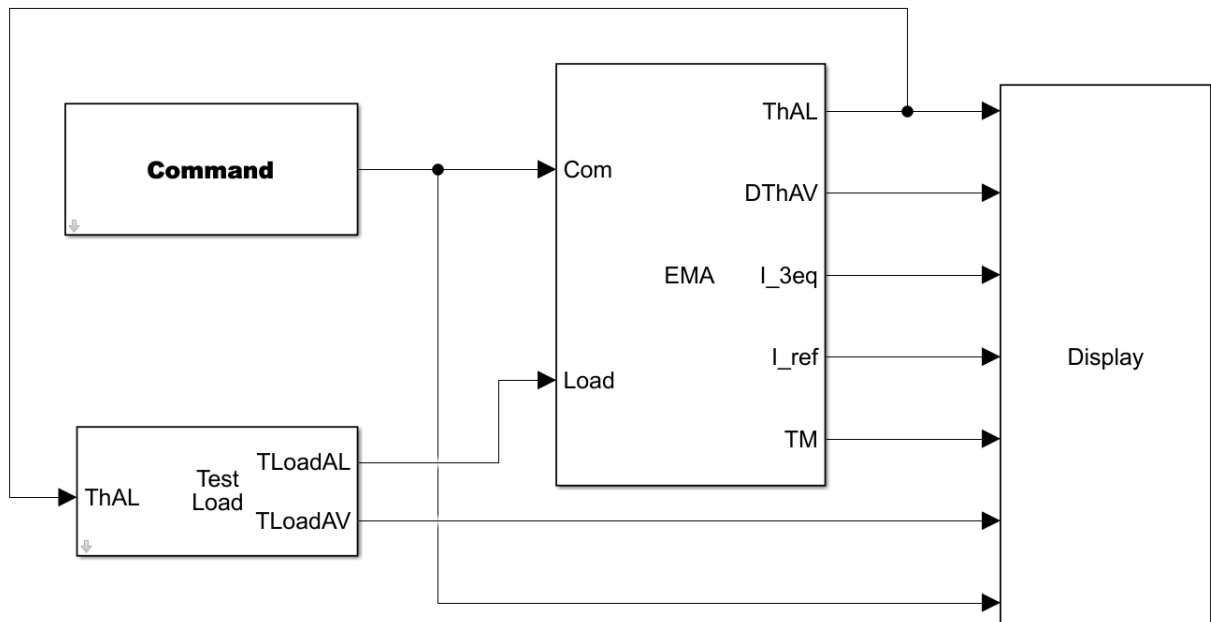 Command
Com
Load
EMA
ThAL
DThAV
I_3eq
I_ref
TM
Display
ThAL
Test
Load
TLoadAL
TLoadAV